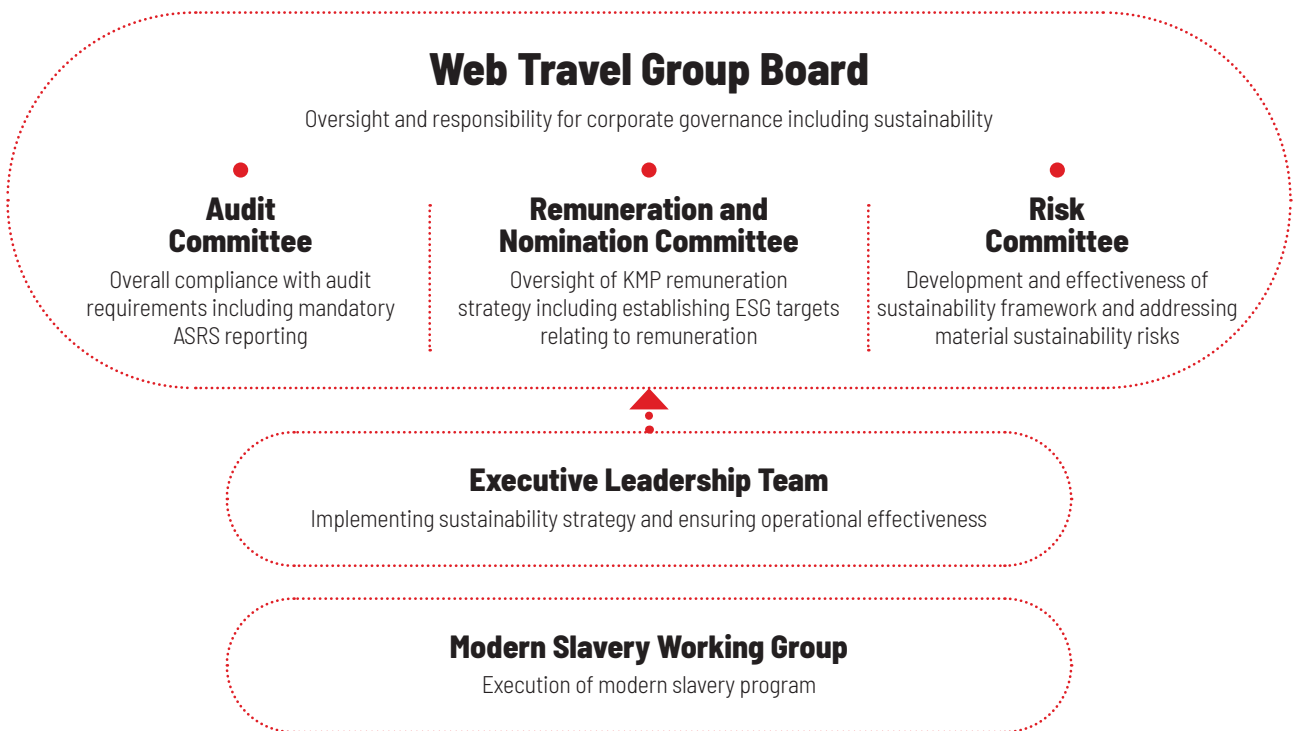 Web Travel Group Board
Oversight and responsibility for corporate governance including sustainability
Audit
Committee
Overall compliance with audit
requirements including mandatory
ASRS reporting
Remuneration and
Nomination Committee
Oversight of KMP remuneration
strategy including establishing ESG targets
relating to remuneration
Risk
Committee
Development and effectiveness of
sustainability framework and addressing
material sustainability risks
Executive Leadership Team
Implementing sustainability strategy and ensuring operational effectiveness
Modern Slavery Working Group
Execution of modern slavery program